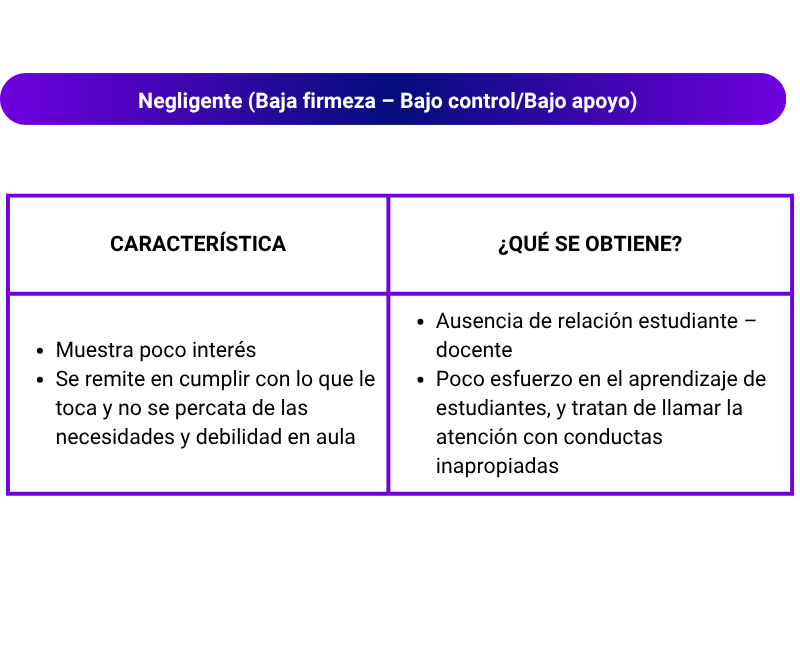 Negligente (Baja firmeza – Bajo control/Bajo apoyo)
CARACTERÍSTICA
¿QUÉ SE OBTIENE?
• Muestra poco interés
• Se remite en cumplir con lo que le
toca y no se percata de las
necesidades y debilidad en aula
• Ausencia de relación estudiante –
docente
• Poco esfuerzo en el aprendizaje de
estudiantes, y tratan de llamar la
atención con conductas
inapropiadas